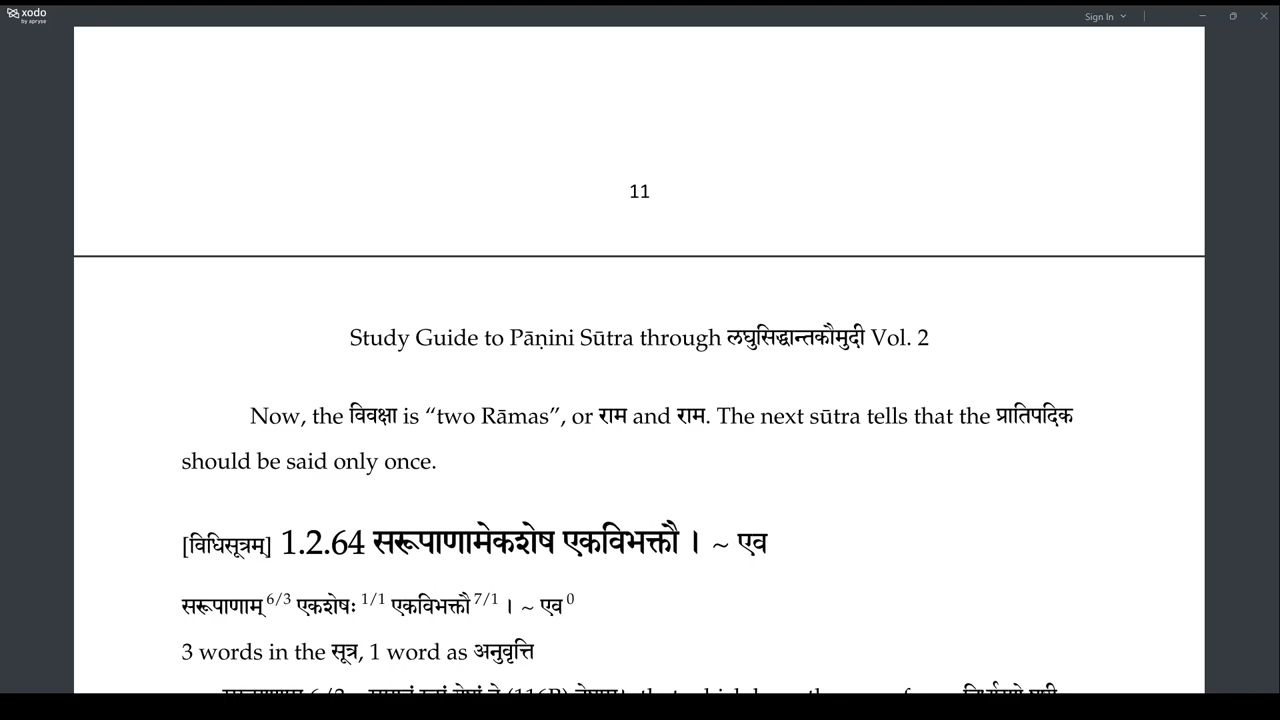 xodo
by apryse
Sign In
11
Study Guide to Pāṇini Sūtra through लघुसिद्धान्तकौमुदी Vol. 2
Now, the विवक्षा is “two Rāmas”, or राम and राम. The next sūtra tells that the प्रातिपदिक
should be said only once.
[विधिसूत्रम्] 1.2.64 सरूपाणामेकशेष एकविभक्तौ । ~ एव
सरूपाणाम् 6/3 एकशेषः 1/1 एकविभक्तौ 7/1 । ~ एव 0
3 words in the सूत्र, 1 word as अनुवृत्ति